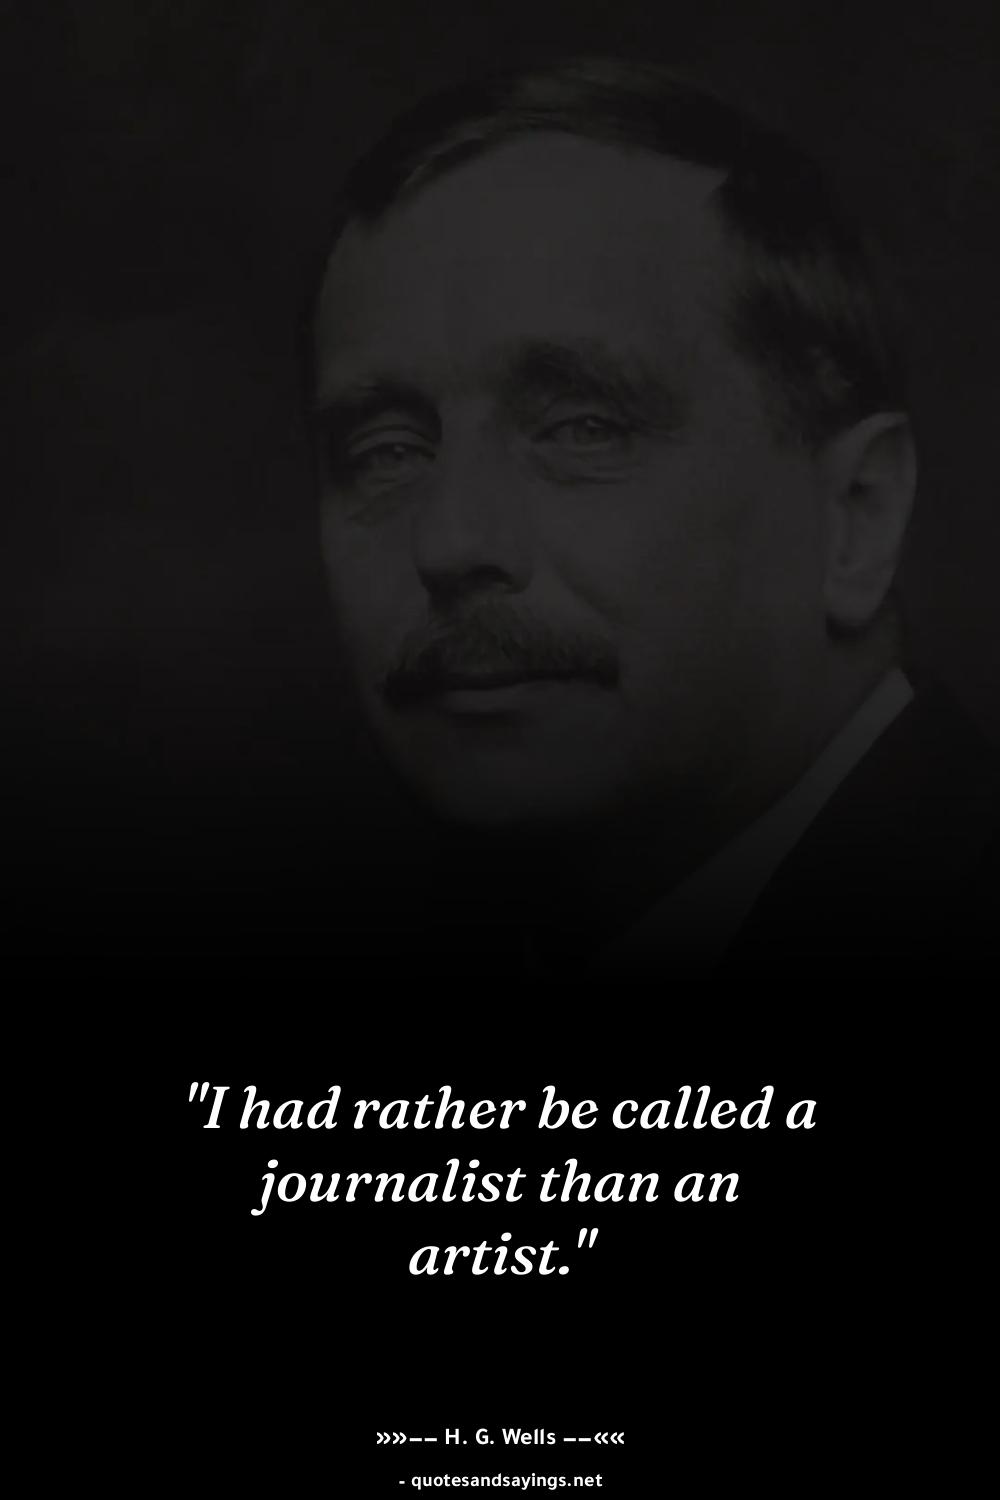 "I had rather be called a
journalist than an
artist."
»»–– H. G. Wells ––««
- quotesandsayings.net